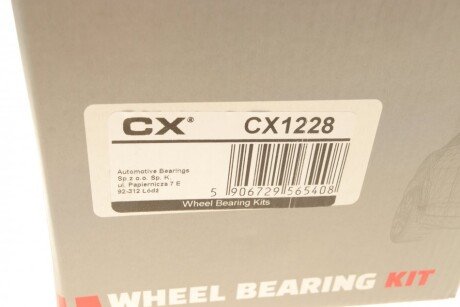 CX® CX1228
Automotive Bearings
Sp.z o.o. Sp. K.
ul. Papiernicza 7 E
92-312 Łódź
5 906729 565408
Wheel Bearing Kits
WHEEL BEARING KIT